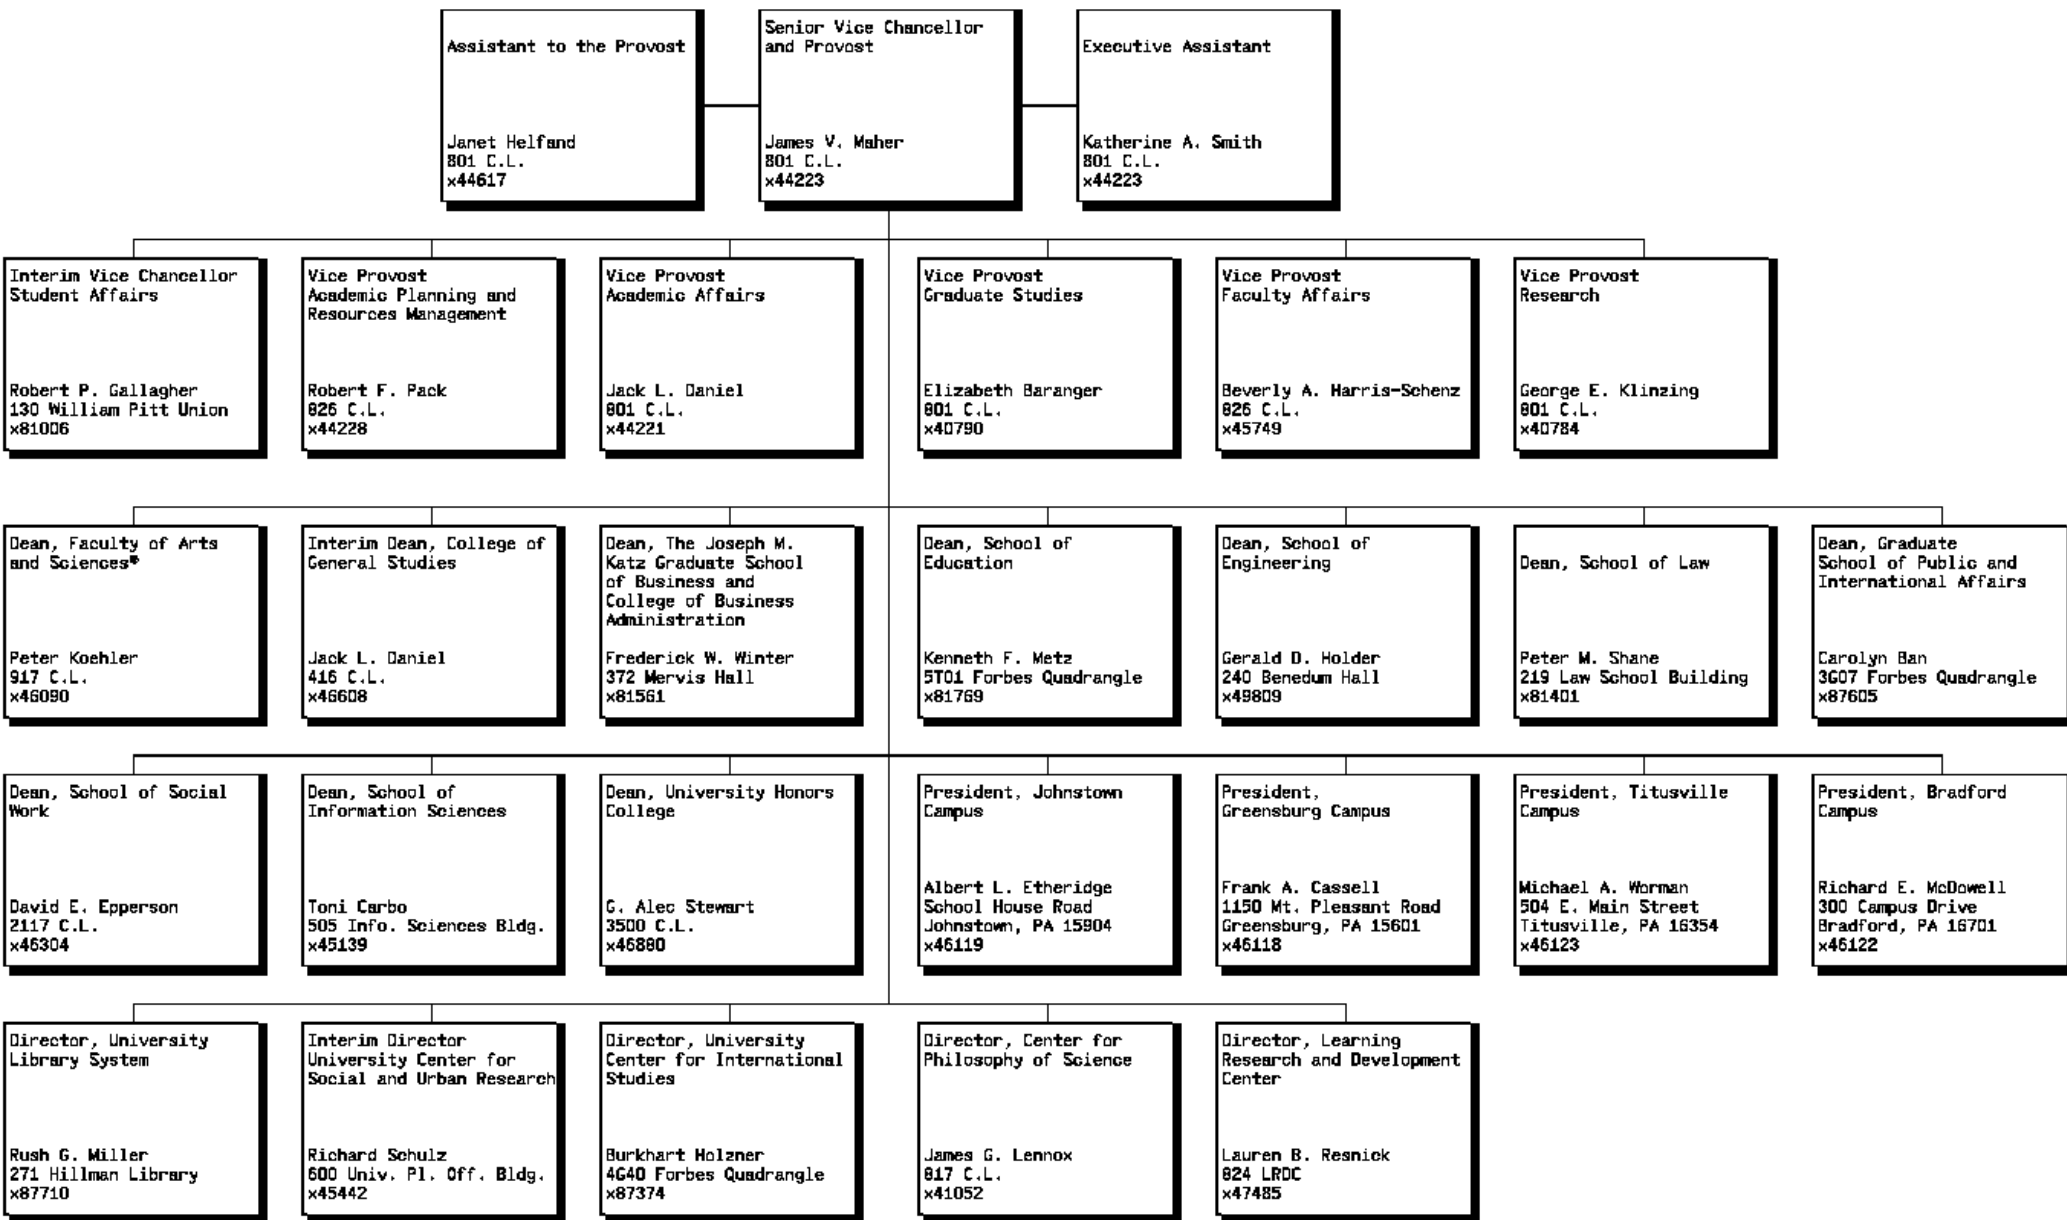 Assistant to the Provost
Janet Helfand
801 C.L.
x44617
Senior Vice Chancellor
and Provost
James V. Maher
801 C.L.
x44223
Executive Assistant
Katherine A. Smith
801 C.L.
x44223
Interim Vice Chancellor
Student Affairs
Robert P. Gallagher
130 William Pitt Union
x81006
Vice Provost
Academic Planning and
Resources Management
Robert F. Pack
826 C.L.
x44228
Vice Provost
Academic Affairs
Jack L. Daniel
801 C.L.
x44221
Vice Provost
Graduate Studies
Elizabeth Baranger
801 C.L.
x40790
Vice Provost
Faculty Affairs
Beverly A. Harris-Schenz
826 C.L.
x45749
Vice Provost
Research
George E. Klinzing
801 C.L.
x40784
Dean, Faculty of Arts
and Sciences*
Peter Koehler
917 C.L.
x46090
Interim Dean, College of
General Studies
Jack L. Daniel
416 C.L.
x46608
Dean, The Joseph M.
Katz Graduate School
of Business and
College of Business
Administration
Frederick W. Winter
372 Mervis Hall
x81561
Dean, School of
Education
Kenneth F. Metz
5T01 Forbes Quadrangle
x81769
Dean, School of
Engineering
Gerald D. Holder
240 Benedum Hall
x49809
Dean, School of Law
Peter M. Shane
219 Law School Building
x81401
Dean, Graduate
School of Public and
International Affairs
Carolyn Ban
3G07 Forbes Quadrangle
x87605
Dean, School of Social
Work
David E. Epperson
2117 C.L.
x46304
Dean, School of
Information Sciences
Toni Carbo
505 Info. Sciences Bldg.
x45139
Dean, University Honors
College
G. Alec Stewart
3500 C.L.
x46880
President, Johnstown
Campus
Albert L. Etheridge
School House Road
Johnstown, PA 15904
x46119
President,
Greensburg Campus
Frank A. Cassell
1150 Mt. Pleasant Road
Greensburg, PA 15601
x46118
President, Titusville
Campus
Michael A. Worman
504 E. Main Street
Titusville, PA 16354
x46123
President, Bradford
Campus
Richard E. McDowell
300 Campus Drive
Bradford, PA 16701
x46122
Director, University
Library System
Rush G. Miller
271 Hillman Library
x87710
Interim Director
University Center for
Social and Urban Research
Richard Schulz
600 Univ. Pl. Off. Bldg.
x45442
Director, University
Center for International
Studies
Burkhart Holzner
4G40 Forbes Quadrangle
x87374
Director, Center for
Philosophy of Science
James G. Lennox
817 C.L.
x41052
Director, Learning
Research and Development
Center
Lauren B. Resnick
824 LRDC
x47485